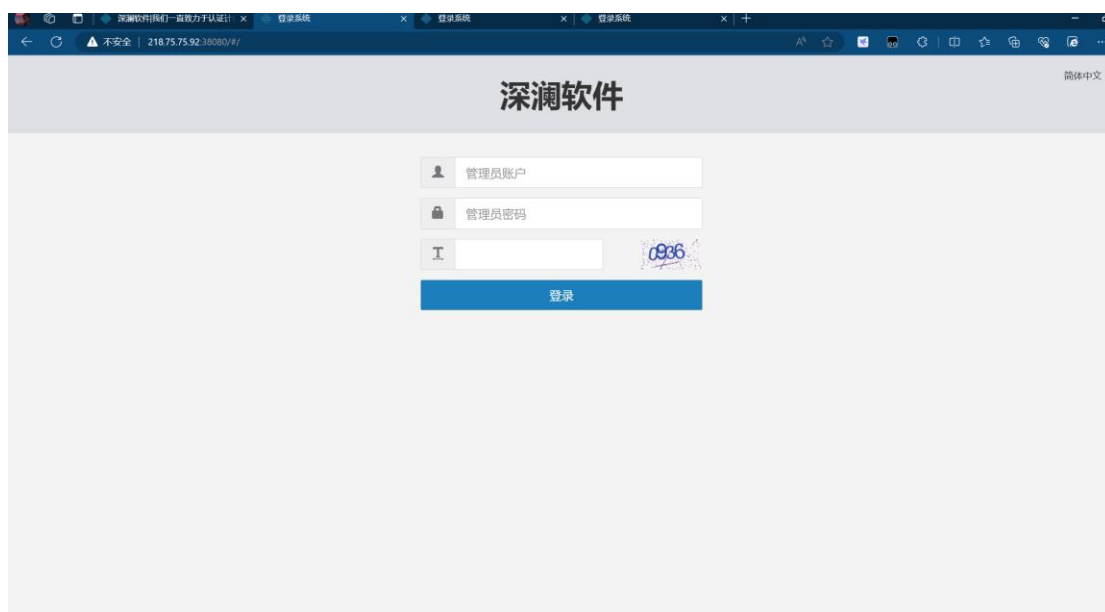 深澜软件|我们一直致力于认证计
登录系统
登录系统
登录系统
不安全 | 218.75.75.92:38080/#/
简体中文
深澜软件
管理员账户
管理员密码
0936
登录